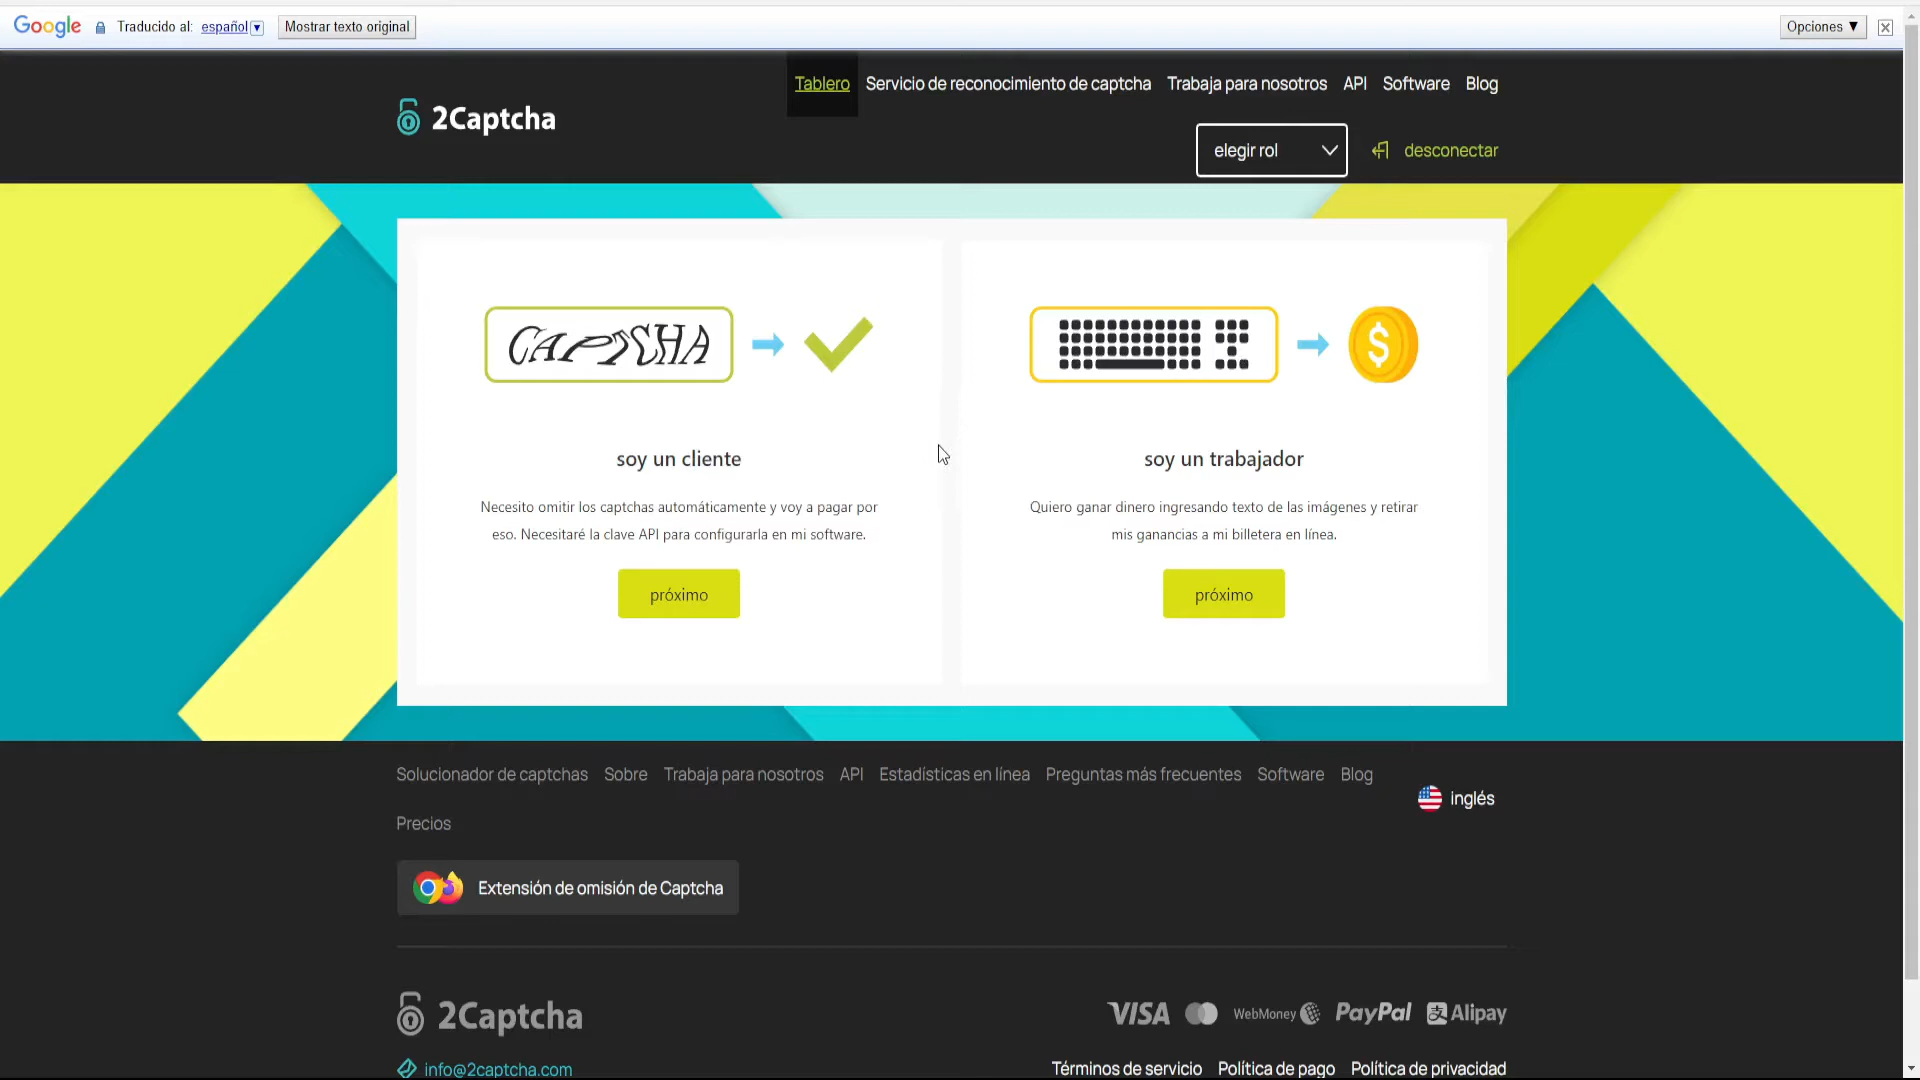 Google Traducido al: español Mostrar texto original Opciones ▼
Tablero Servicio de reconocimiento de captcha Trabaja para nosotros API Software Blog
2Captcha
elegir rol desconectar
CAPTCHA
$
soy un cliente
Necesito omitir los captchas automáticamente y voy a pagar por
eso. Necesitaré la clave API para configurarla en mi software.
próximo
soy un trabajador
Quiero ganar dinero ingresando texto de las imágenes y retirar
mis ganancias a mi billetera en línea.
próximo
Solucionador de captchas Sobre Trabaja para nosotros API Estadísticas en línea Preguntas más frecuentes Software Blog
Precios
inglés
Extensión de omisión de Captcha
2Captcha
VISA WebMoney PayPal Alipay
info@2captcha.com
Términos de servicio Política de pago Política de privacidad